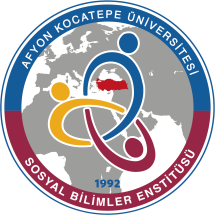 AFYON KOCATEPE ÜNİVERSİTESİ
1992
SOSYAL BİLİMLER ENSTİTÜSÜ